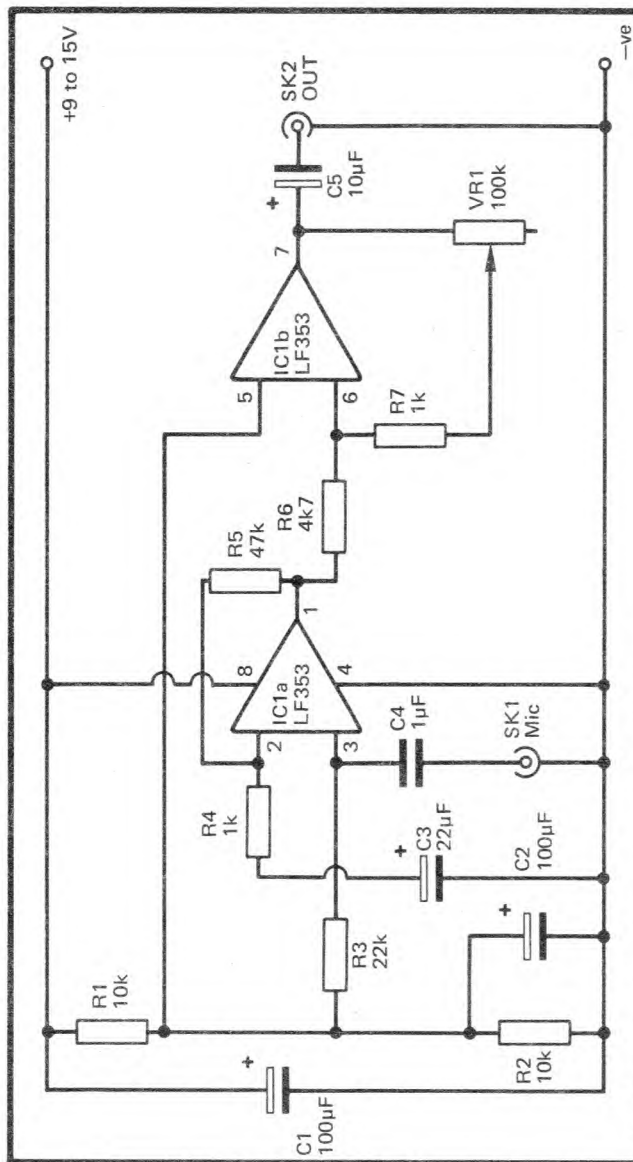 +9 to 15V
R1
10k
C1
100µF
R2
10k
C2
100µF
R3
22k
R4
1k
C3
22µF
C4
1µF
SK1
Mic
2
3
8
4
1
IC1a
LF353
R5
47k
R6
4k7
5
6
7
IC1b
LF353
R7
1k
C5
10µF
SK2
OUT
VR1
100k
–ve
+
+
+
+